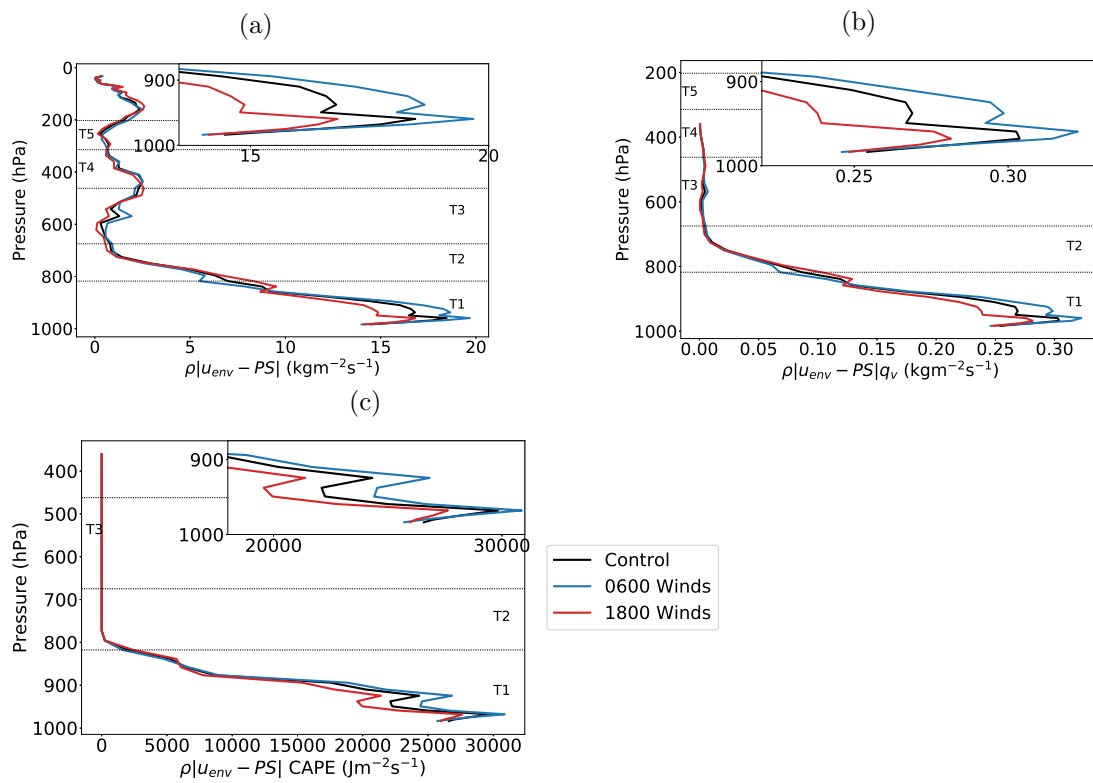 (a)
0
200
400
600
800
1000
Pressure (hPa)
0
5
10
15
20
ρ|u_env − PS| (kgm⁻²s⁻¹)
900
1000
15
20
T5
T4
T3
T2
T1
(b)
200
400
600
800
1000
Pressure (hPa)
0.00
0.05
0.10
0.15
0.20
0.25
0.30
ρ|u_env − PS|q_v (kgm⁻²s⁻¹)
900
1000
0.25
0.30
T5
T4
T3
T2
T1
(c)
400
500
600
700
800
900
1000
Pressure (hPa)
0
5000
10000
15000
20000
25000
30000
ρ|u_env − PS| CAPE (Jm⁻²s⁻¹)
900
1000
20000
30000
T3
T2
T1
Control
0600 Winds
1800 Winds